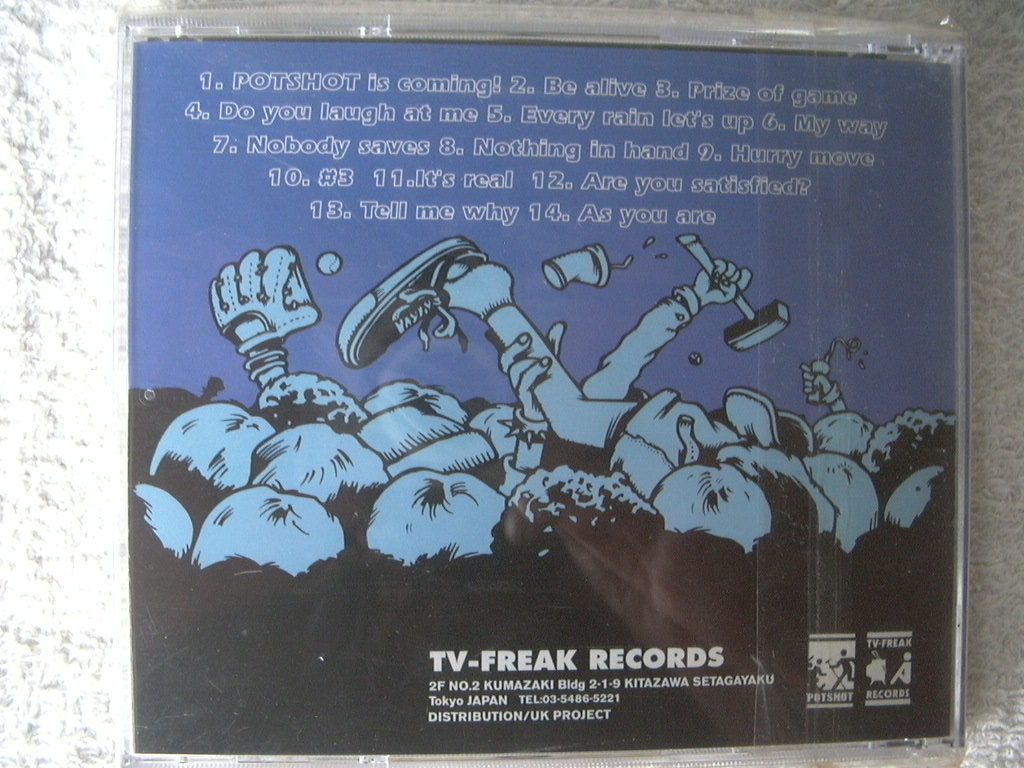 1. POTSHOT is coming! 2. Be alive 3. Prize of game
4. Do you laugh at me 5. Every rain let's up 6. My way
7. Nobody saves 8. Nothing in hand 9. Hurry move
10. #3 11.It's real 12. Are you satisfied?
13. Tell me why 14. As you are
TV-FREAK RECORDS
2F NO.2 KUMAZAKI Bldg 2-1-9 KITAZAWA SETAGAYAKU
Tokyo JAPAN TEL:03-5486-5221
DISTRIBUTION/UK PROJECT
POTSHOT
TV-FREAK
RECORDS